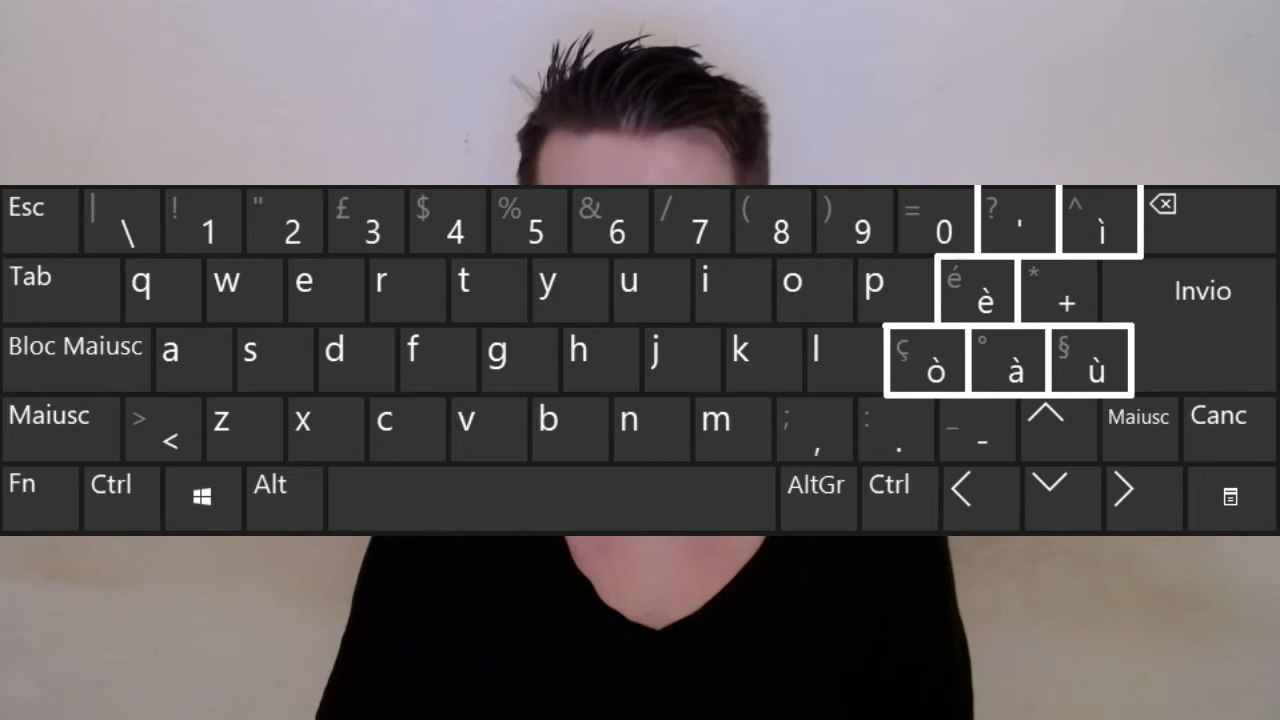 Esc | \ ! 1 " 2 £ 3 $ 4 % 5 & 6 / 7 ( 8 ) 9 = 0 ? ' ^ ì
Tab q w e r t y u i o p é è * + Invio
Bloc Maiusc a s d f g h j k l ç ò ° à § ù
Maiusc > < z x c v b n m ; , : . _ - Maiusc Canc
Fn Ctrl Alt AltGr Ctrl